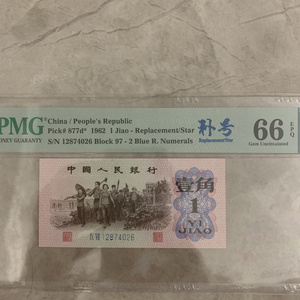 PMG
MONEY GUARANTY
China / People's Republic
Pick# 877d* 1962 1 Jiao - Replacement/Star
S/N 12874026 Block 97 - 2 Blue R. Numerals
补号
Replacement/Star
66 EPQ
Gem Uncirculated
中国人民银行
壹角
1
YI
JIAO
12874026